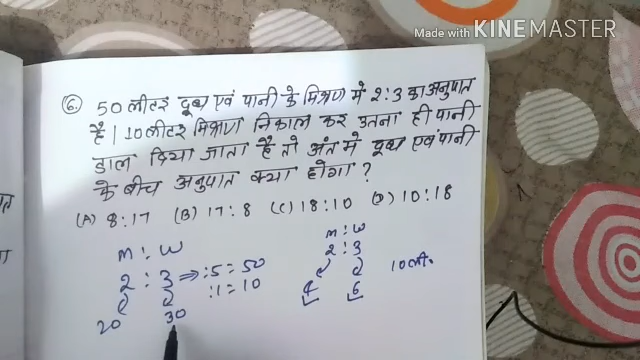 Made with KINEMASTER
6. 50 लीटर दूध एवं पानी के मिश्रण में 2:3 का अनुपात
है। 10 लीटर मिश्रण निकाल कर उतना ही पानी
डाल दिया जाता है तो अंत मे दूध एवं पानी
के बीच अनुपात क्या होगा ?
(A) 8:17 (B) 17:8 (C) 18:10 (D) 10:18
M : W
2 : 3 ⇒ :5 = 50
:1 = 10
20 30
M : W
2 : 3
10 ली.
4 6